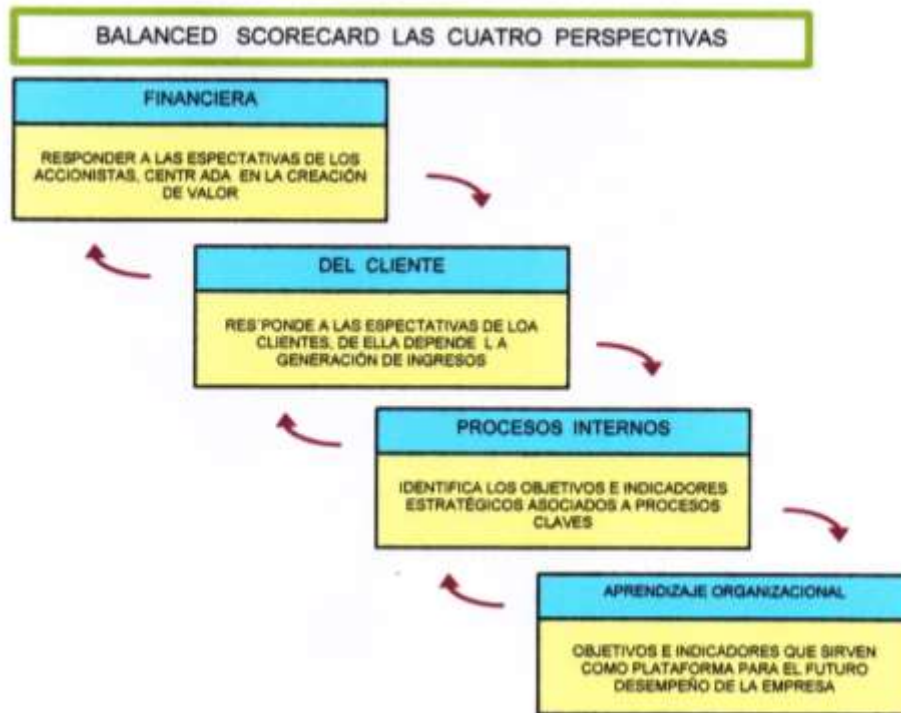 BALANCED SCORECARD LAS CUATRO PERSPECTIVAS
FINANCIERA
RESPONDER A LAS ESPECTATIVAS DE LOS
ACCIONISTAS, CENTR ADA EN LA CREACIÓN
DE VALOR
DEL CLIENTE
RES´PONDE A LAS ESPECTATIVAS DE LOA
CLIENTES, DE ELLA DEPENDE L A
GENERACIÓN DE INGRESOS
PROCESOS INTERNOS
IDENTIFICA LOS OBJETIVOS E INDICADORES
ESTRATÉGICOS ASOCIADOS A PROCESOS
CLAVES
APRENDIZAJE ORGANIZACIONAL
OBJETIVOS E INDICADORES QUE SIRVEN
COMO PLATAFORMA PARA EL FUTURO
DESEMPEÑO DE LA EMPRESA